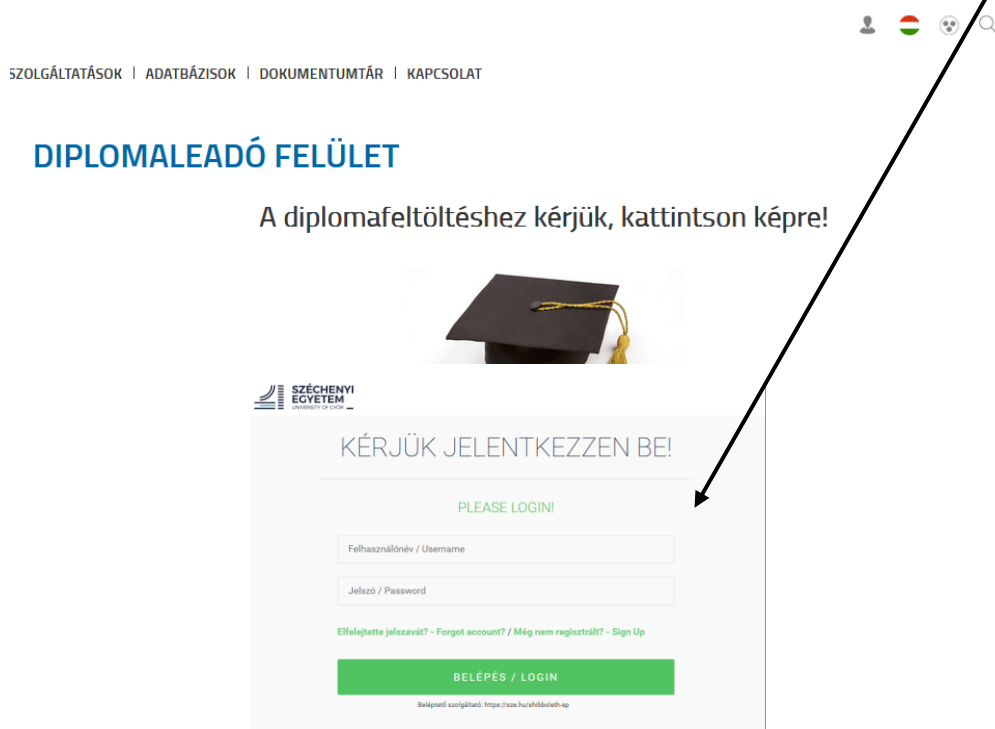 SZOLGÁLTATÁSOK | ADATBÁZISOK | DOKUMENTUMTÁR | KAPCSOLAT
DIPLOMALEADÓ FELÜLET
A diplomafeltöltéshez kérjük, kattintson képre!
SZÉCHENYI
EGYETEM
UNIVERSITY OF GYŐR
KÉRJÜK JELENTKEZZEN BE!
PLEASE LOGIN!
Felhasználónév / Username
Jelszó / Password
Elfelejtette jelszavát? - Forgot account? / Még nem regisztrált? - Sign Up
BELÉPÉS / LOGIN
Beléptető szolgáltató: https://sze.hu/shibboleth-sp